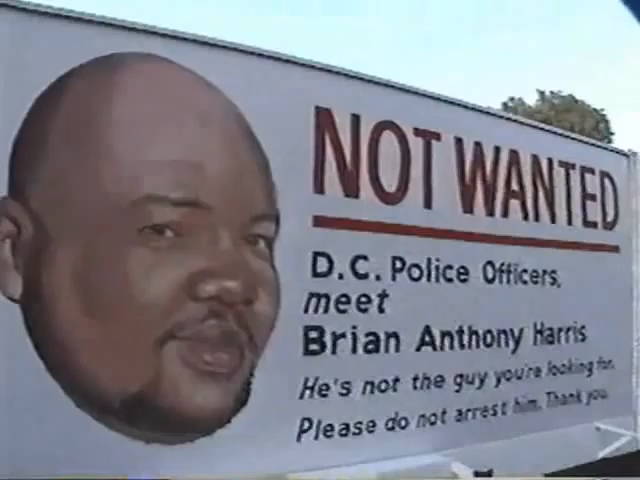 NOT WANTED
D.C. Police Officers,
meet
Brian Anthony Harris
He's not the guy you're looking for.
Please do not arrest him. Thank you.